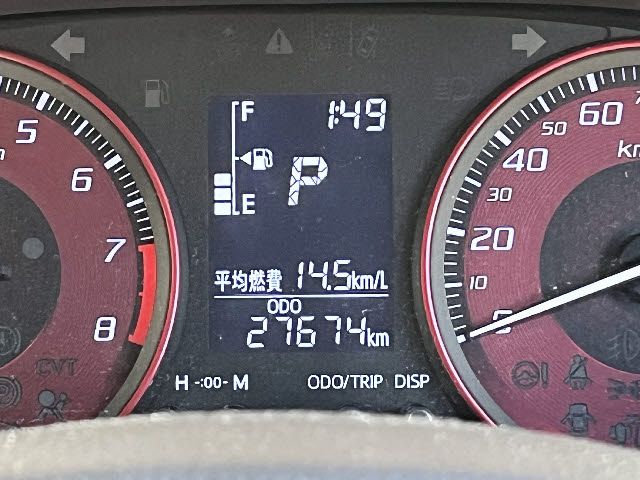 F
1:49
P
E
平均燃費 14.5km/L
ODO
27674km
H -:00- M ODO/TRIP DISP
5
6
7
8
CVT
0
10
20
30
40
50
60